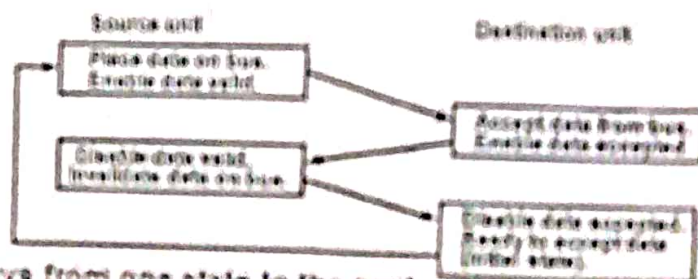 Source unit
Destination unit
Place data on bus.
Enable data valid.
Accept data from bus.
Enable data accepted
Disable data valid.
Invalidate data on bus.
Disable data accepted.
Ready to accept data
(initial state).
from one state to the